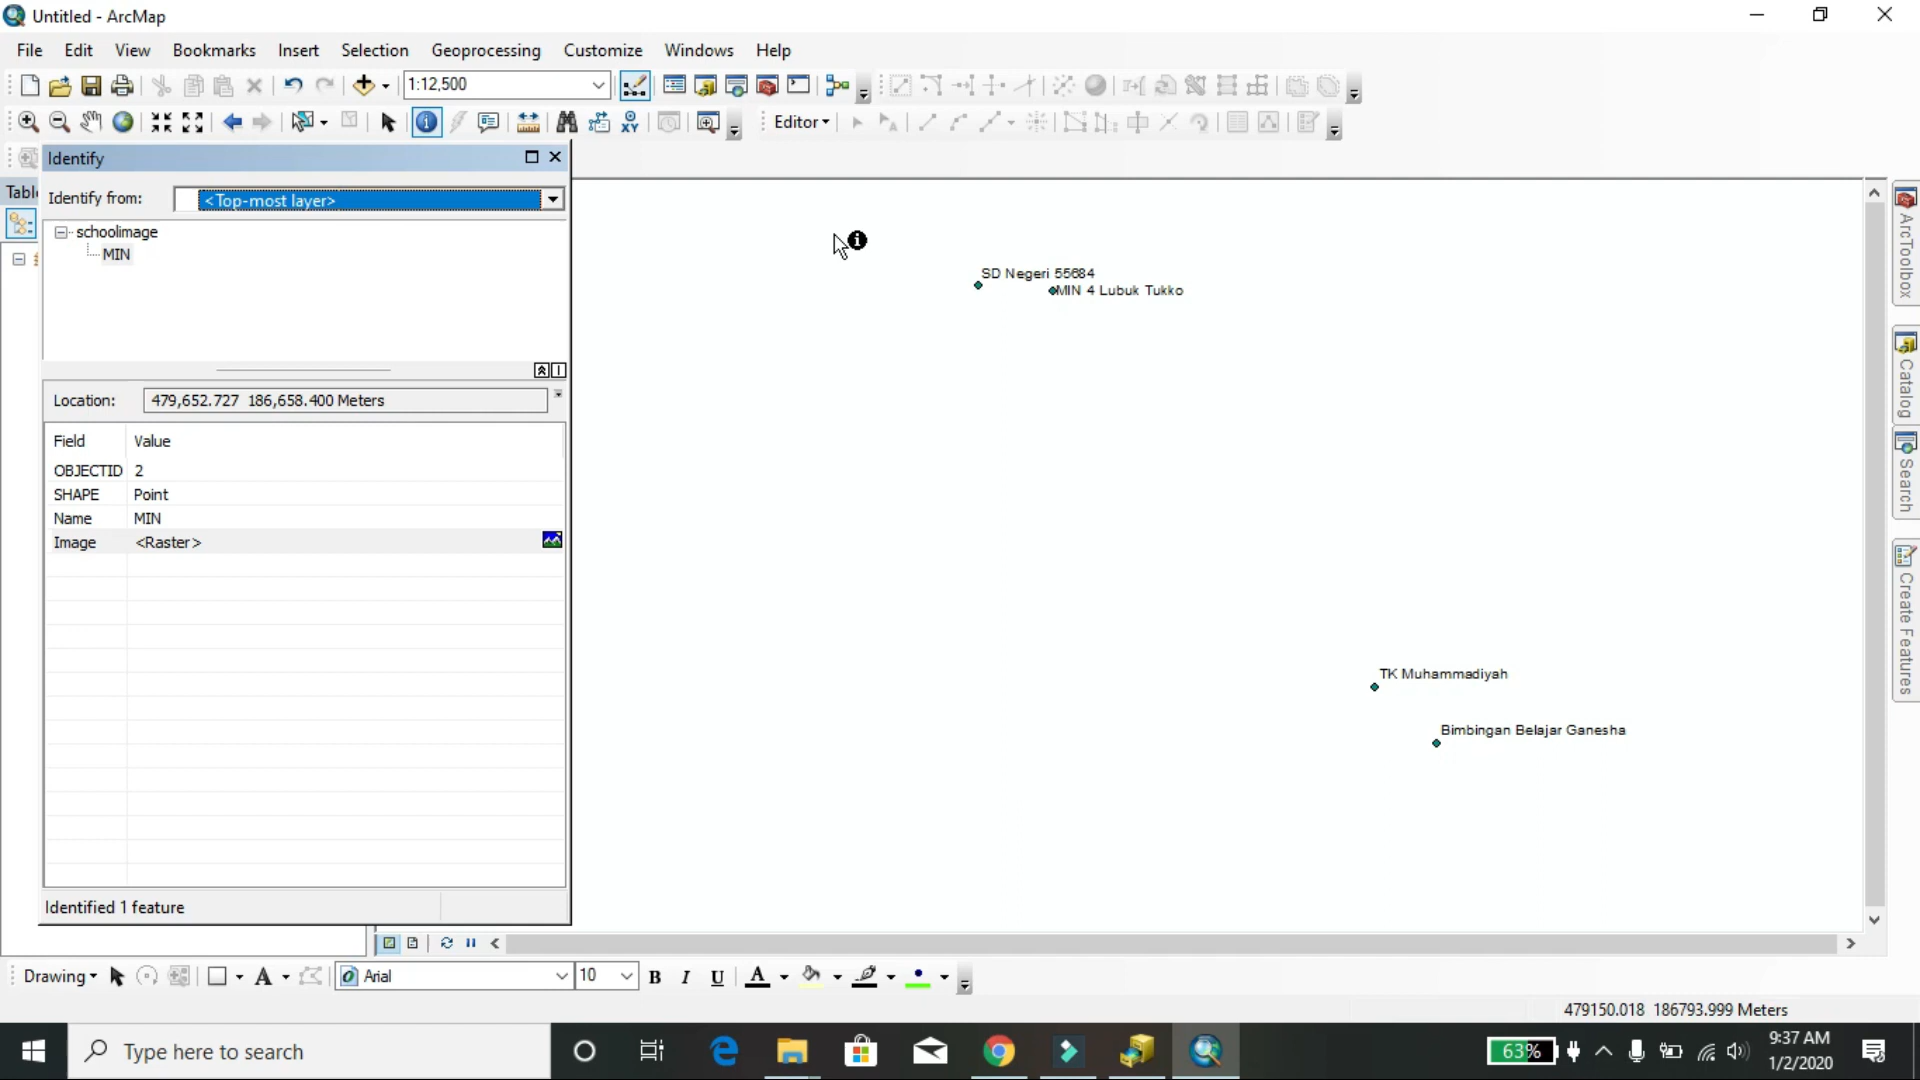 Untitled - ArcMap
File Edit View Bookmarks Insert Selection Geoprocessing Customize Windows Help
1:12,500
Editor
Identify
Identify from: <Top-most layer>
schoolimage
MIN
Location: 479,652.727 186,658.400 Meters
Field Value
OBJECTID 2
SHAPE Point
Name MIN
Image <Raster>
Identified 1 feature
SD Negeri 55684
MIN 4 Lubuk Tukko
TK Muhammadiyah
Bimbingan Belajar Ganesha
ArcToolbox
Catalog
Search
Create Features
Drawing A Arial 10 B I U A
479150.018 186793.999 Meters
Type here to search
63%
9:37 AM
1/2/2020